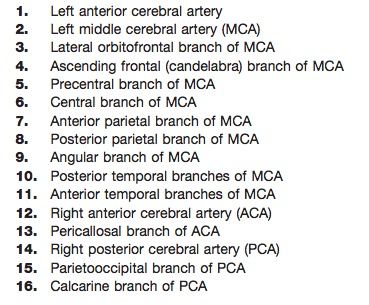 1. Left anterior cerebral artery
2. Left middle cerebral artery (MCA)
3. Lateral orbitofrontal branch of MCA
4. Ascending frontal (candelabra) branch of MCA
5. Precentral branch of MCA
6. Central branch of MCA
7. Anterior parietal branch of MCA
8. Posterior parietal branch of MCA
9. Angular branch of MCA
10. Posterior temporal branches of MCA
11. Anterior temporal branches of MCA
12. Right anterior cerebral artery (ACA)
13. Pericallosal branch of ACA
14. Right posterior cerebral artery (PCA)
15. Parietooccipital branch of PCA
16. Calcarine branch of PCA